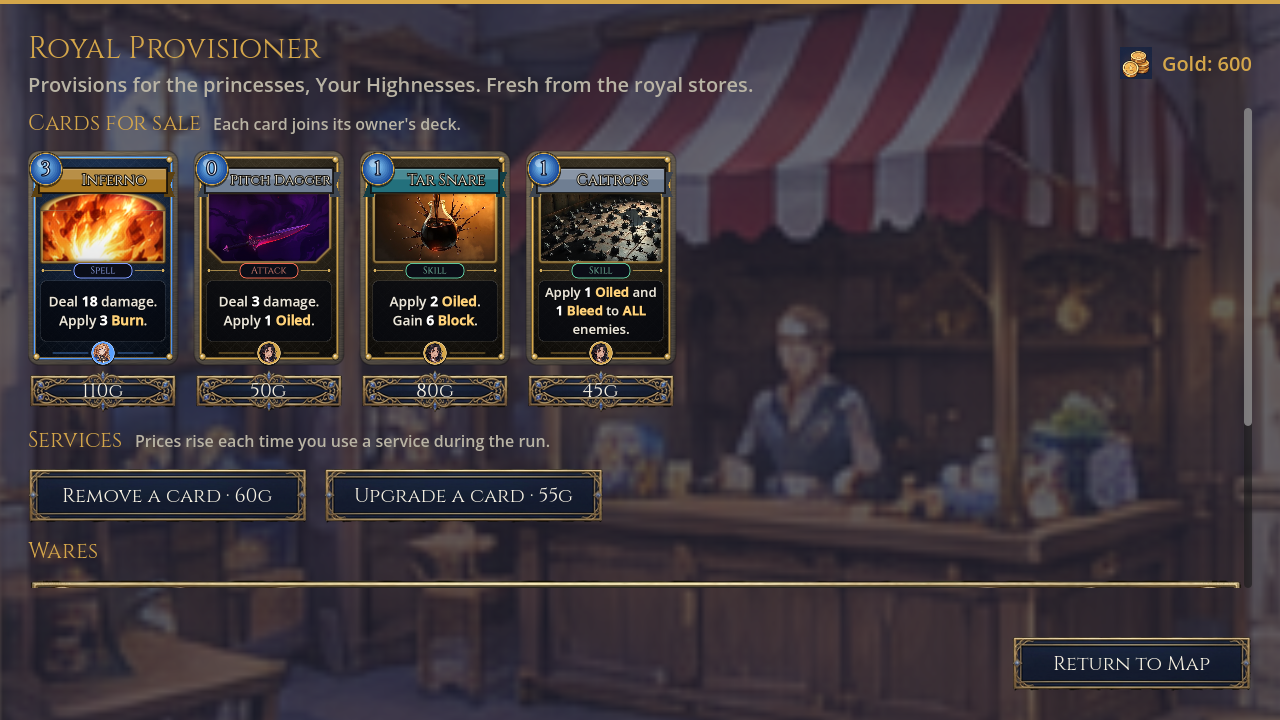 Royal Provisioner
Gold: 600
Provisions for the princesses, Your Highnesses. Fresh from the royal stores.
Cards for sale Each card joins its owner's deck.
3 Inferno
Spell
Deal 18 damage.
Apply 3 Burn.
110g
0 Pitch Dagger
Attack
Deal 3 damage.
Apply 1 Oiled.
50g
1 Tar Snare
Skill
Apply 2 Oiled.
Gain 6 Block.
80g
1 Caltrops
Skill
Apply 1 Oiled and
1 Bleed to ALL
enemies.
45g
Services Prices rise each time you use a service during the run.
Remove a card · 60g
Upgrade a card · 55g
Wares
Return to Map